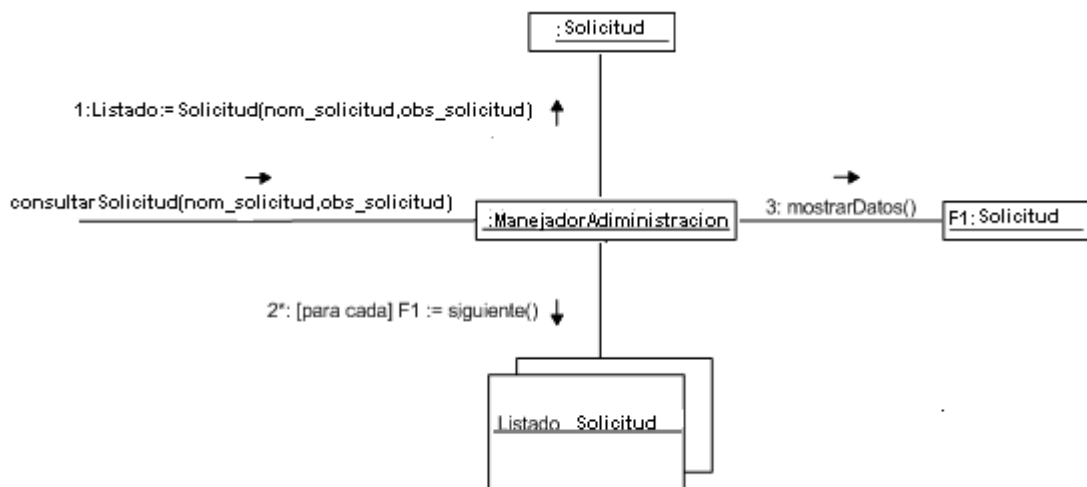 :Solicitud
1:Listado:= Solicitud(nom_solicitud,obs_solicitud)
consultarSolicitud(nom_solicitud,obs_solicitud)
:ManejadorAdiministracion
3: mostrarDatos()
F1:Solicitud
2*: [para cada] F1 := siguiente()
Listado Solicitud